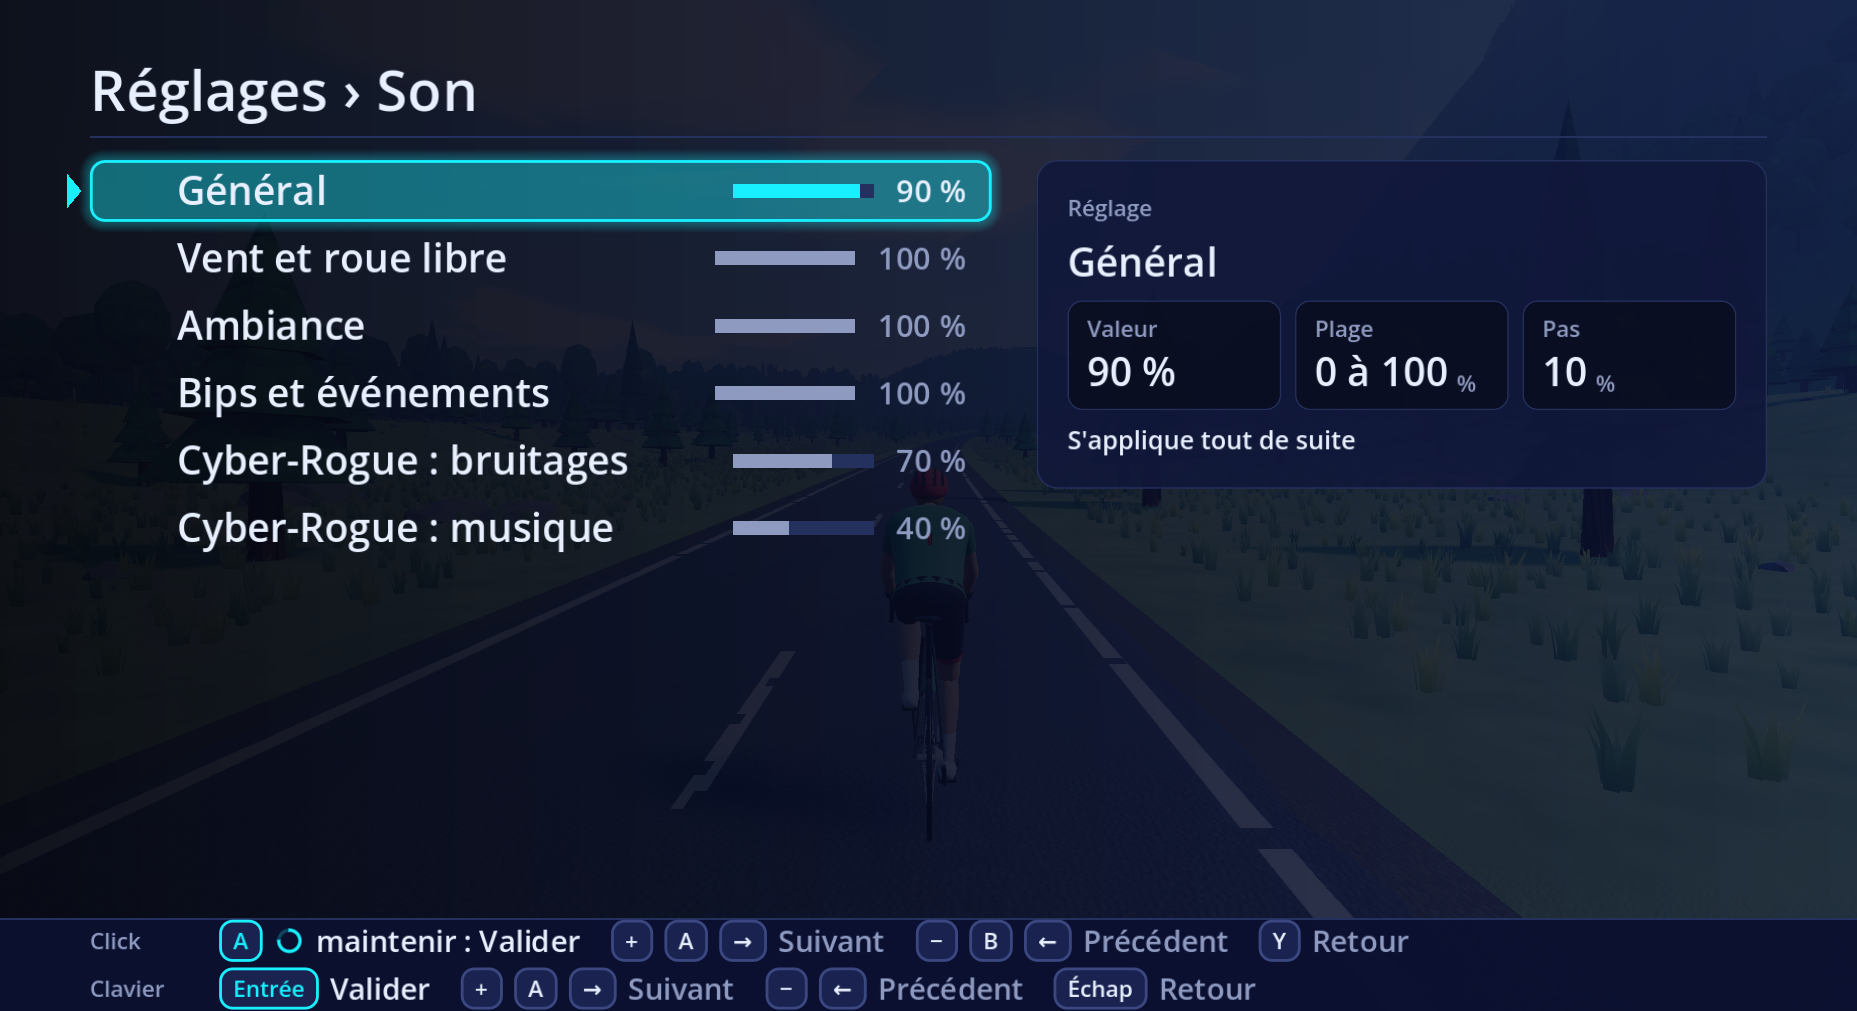 Réglages › Son
Général 90 %
Vent et roue libre 100 %
Ambiance 100 %
Bips et événements 100 %
Cyber-Rogue : bruitages 70 %
Cyber-Rogue : musique 40 %
Réglage
Général
Valeur Plage Pas
90 % 0 à 100 % 10 %
S'applique tout de suite
Click A maintenir : Valider + A → Suivant − B ← Précédent Y Retour
Clavier Entrée Valider + A → Suivant − ← Précédent Échap Retour